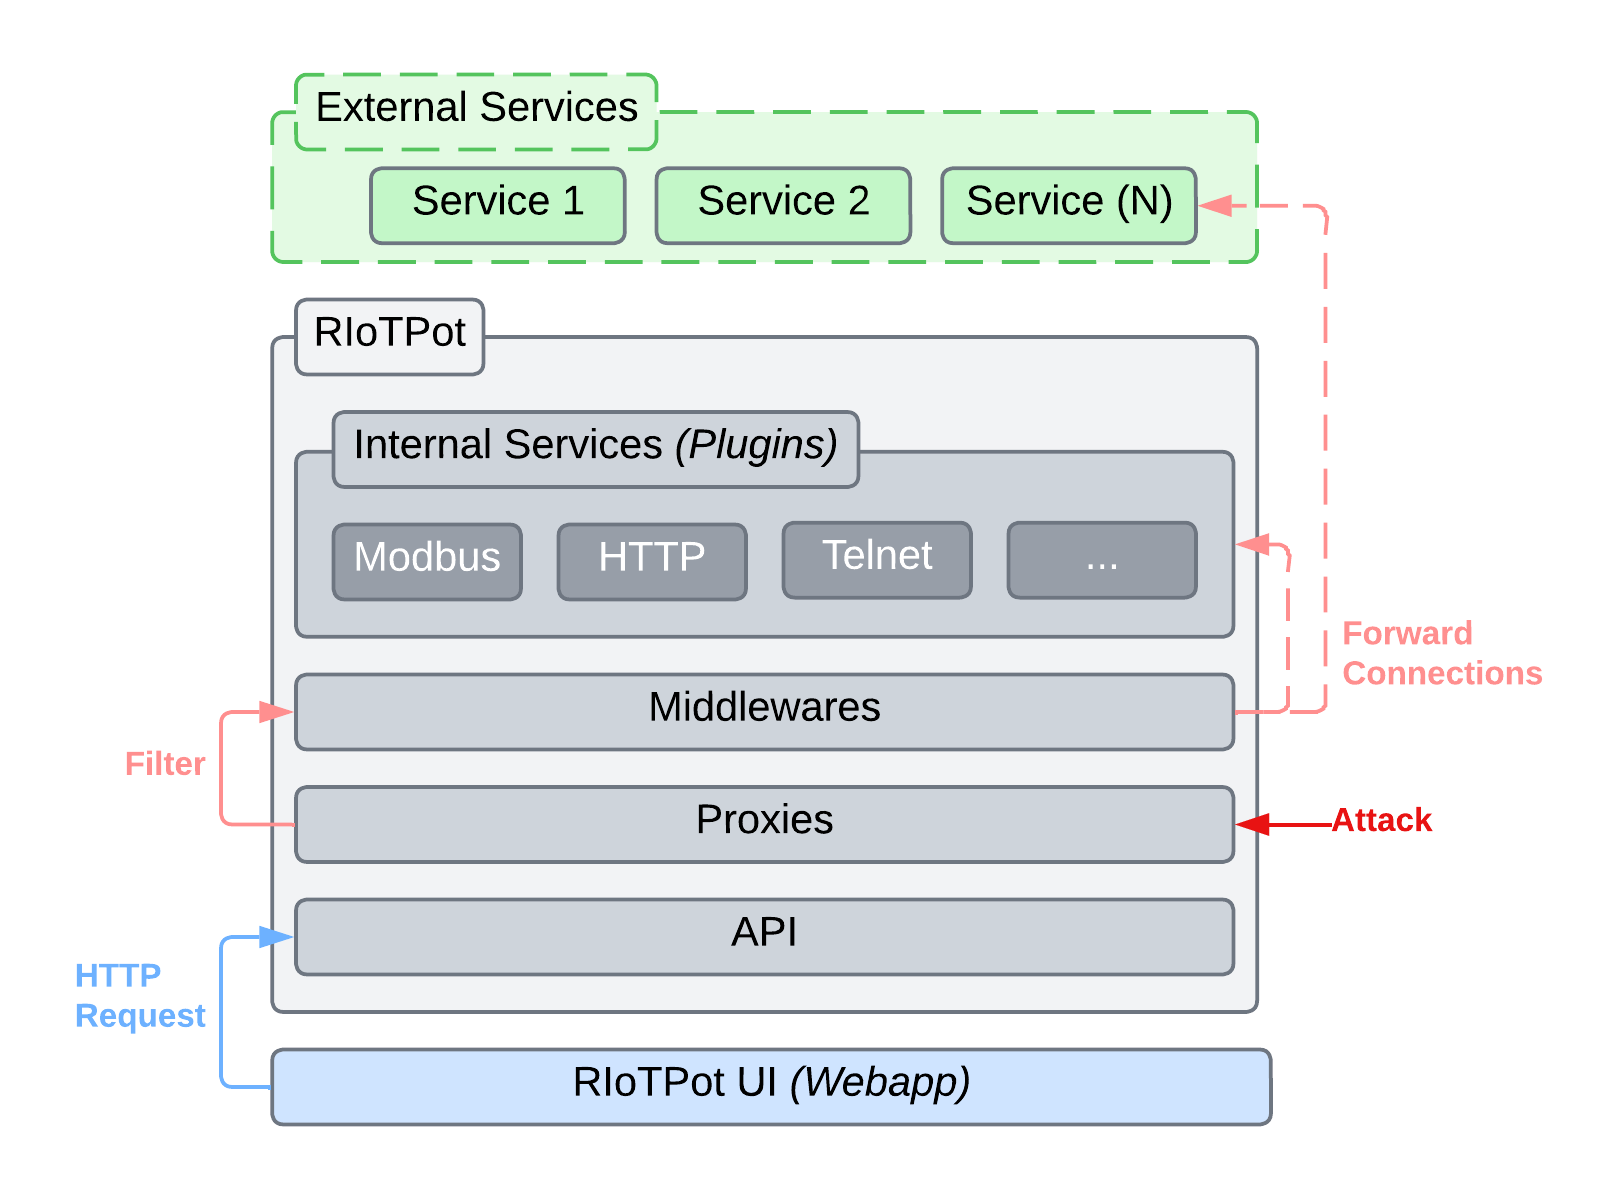 External Services
Service 1
Service 2
Service (N)
RIoTPot
Internal Services (Plugins)
Modbus
HTTP
Telnet
...
Forward
Connections
Middlewares
Filter
Proxies
Attack
API
HTTP
Request
RIoTPot UI (Webapp)